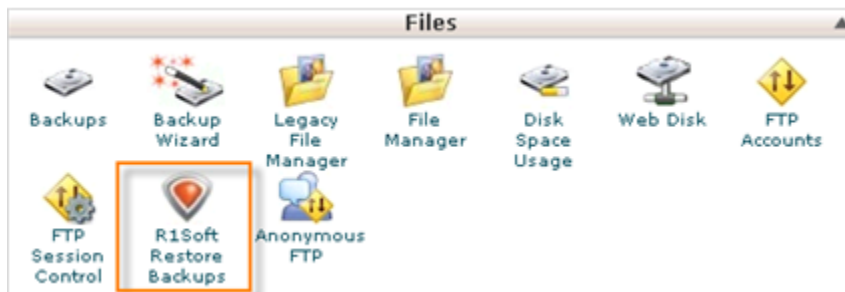 Files
Backups
Backup
Wizard
Legacy
File
Manager
File
Manager
Disk
Space
Usage
Web Disk
FTP
Accounts
FTP
Session
Control
R1Soft
Restore
Backups
Anonymous
FTP